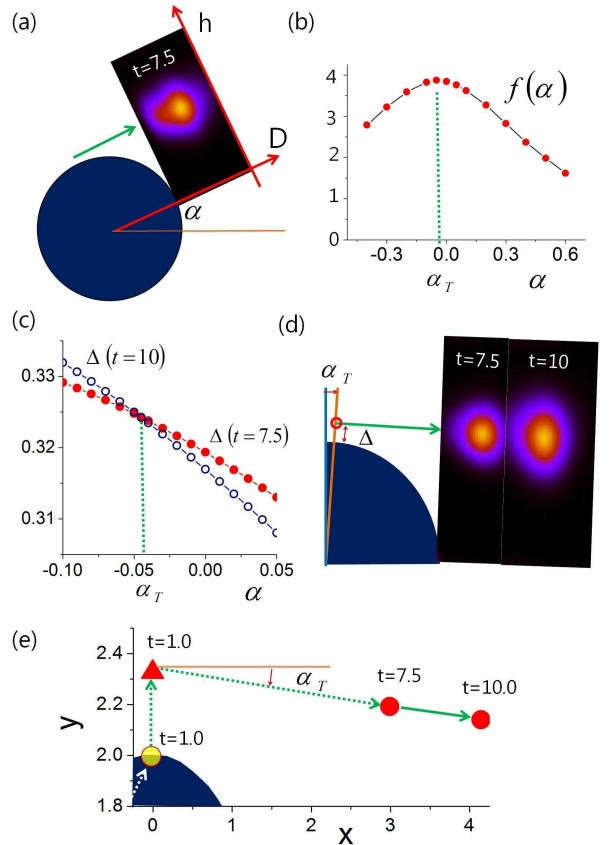 (a)
h
t=7.5
D
α
(b)
f(α)
4
3
2
1
0
-0.3
0.0
0.3
0.6
α_T
α
(c)
Δ (t = 10)
Δ (t = 7.5)
0.33
0.32
0.31
-0.10
-0.05
0.00
0.05
α_T
α
(d)
α_T
Δ
t=7.5
t=10
(e)
t=1.0
2.4
α_T
t=7.5
t=10.0
2.2
y
t=1.0
2.0
1.8
0
1
2
3
4
x